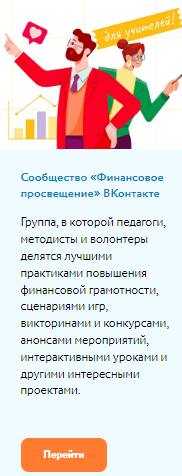 для учителей!
Сообщество «Финансовое
просвещение» ВКонтакте
Группа, в которой педагоги,
методисты и волонтеры
делятся лучшими
практиками повышения
финансовой грамотности,
сценариями игр,
викторинами и конкурсами,
анонсами мероприятий,
интерактивными уроками и
другими интересными
проектами.
Перейти